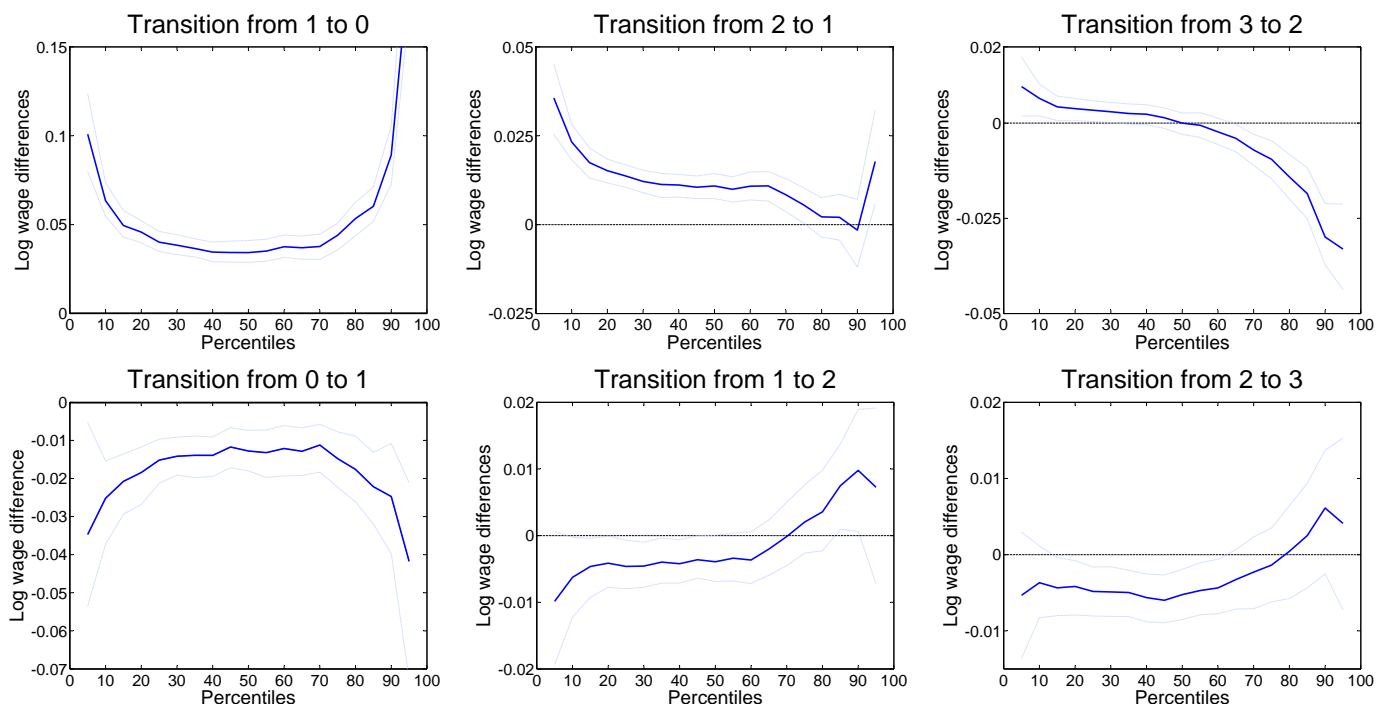 Transition from 1 to 0
Log wage differences
0.15
0.1
0.05
0
0 10 20 30 40 50 60 70 80 90 100
Percentiles
Transition from 2 to 1
Log wage differences
0.05
0.025
0
-0.025
0 10 20 30 40 50 60 70 80 90 100
Percentiles
Transition from 3 to 2
Log wage differences
0.02
0
-0.025
-0.05
0 10 20 30 40 50 60 70 80 90 100
Percentiles
Transition from 0 to 1
Log wage difference
0
-0.01
-0.02
-0.03
-0.04
-0.05
-0.06
-0.07
0 10 20 30 40 50 60 70 80 90 100
Percentiles
Transition from 1 to 2
Log wage differences
0.02
0.01
0
-0.01
-0.02
0 10 20 30 40 50 60 70 80 90 100
Percentiles
Transition from 2 to 3
Log wage differences
0.02
0.01
0
-0.01
0 10 20 30 40 50 60 70 80 90 100
Percentiles